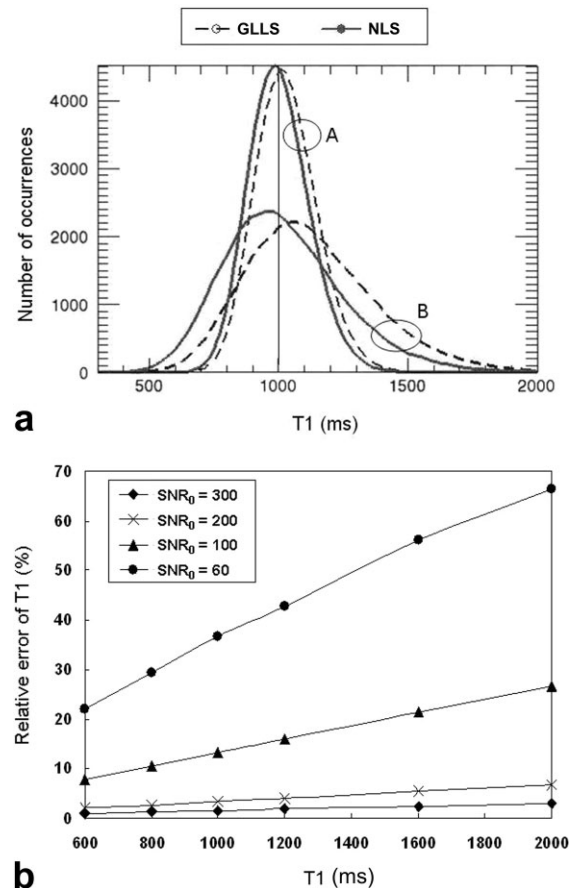 GLLS NLS
4000
3000
2000
1000
0
Number of occurrences
A
B
500 1000 1500 2000
T1 (ms)
a
70
60
50
40
30
20
10
0
Relative error of T1 (%)
SNR₀ = 300
SNR₀ = 200
SNR₀ = 100
SNR₀ = 60
600 800 1000 1200 1400 1600 1800 2000
T1 (ms)
b